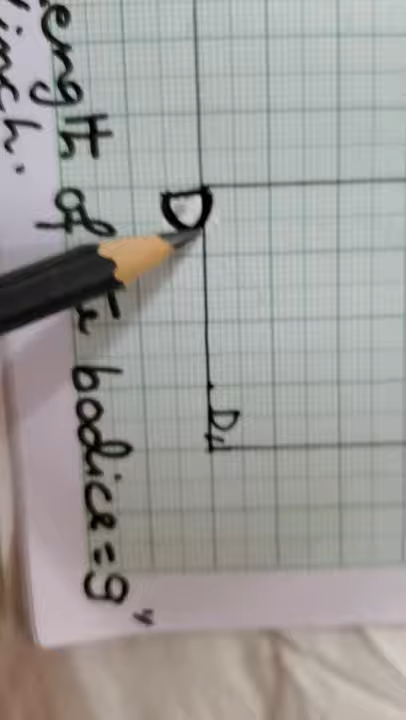 ength of bodice = 9"
inch.
D
D1